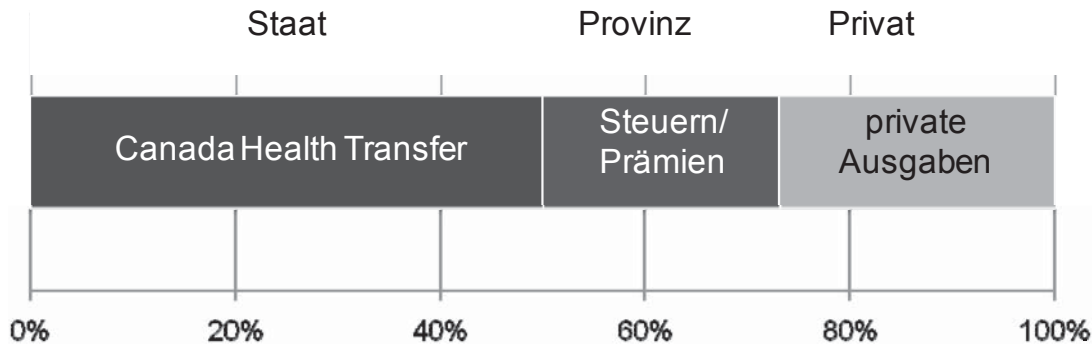 Staat Provinz Privat
Canada Health Transfer
Steuern/
Prämien
private
Ausgaben
0% 20% 40% 60% 80% 100%